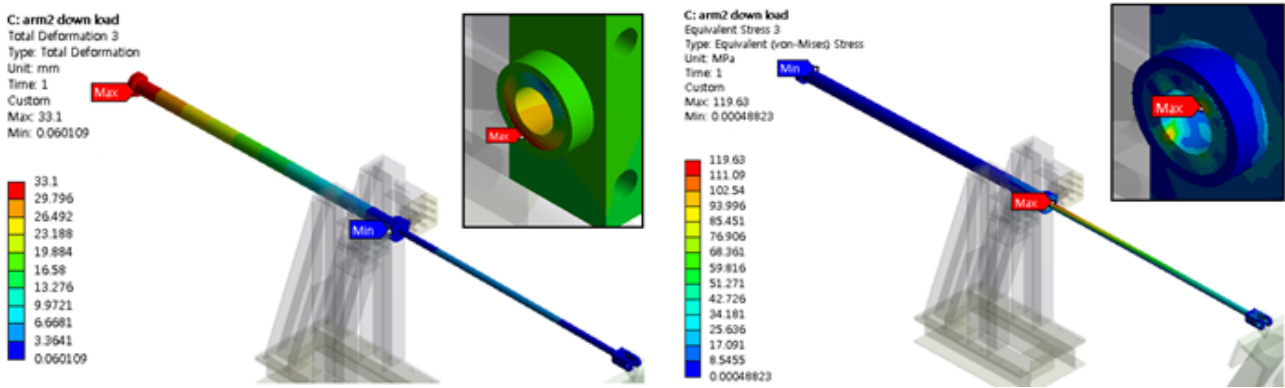 C: arm2 down load
Total Deformation 3
Type: Total Deformation
Unit: mm
Time: 1
Custom
Max: 33.1
Min: 0.060109
Max
33.1
29.796
26.492
23.188
19.884
16.58
13.276
9.9721
6.6681
3.3641
0.060109
Min
Max
C: arm2 down load
Equivalent Stress 3
Type: Equivalent (von-Mises) Stress
Unit: MPa
Time: 1
Custom
Max: 119.63
Min: 0.00048823
Min
119.63
111.09
102.54
93.996
85.451
76.906
68.361
59.816
51.271
42.726
34.181
25.636
17.091
8.5455
0.00048823
Max
Max